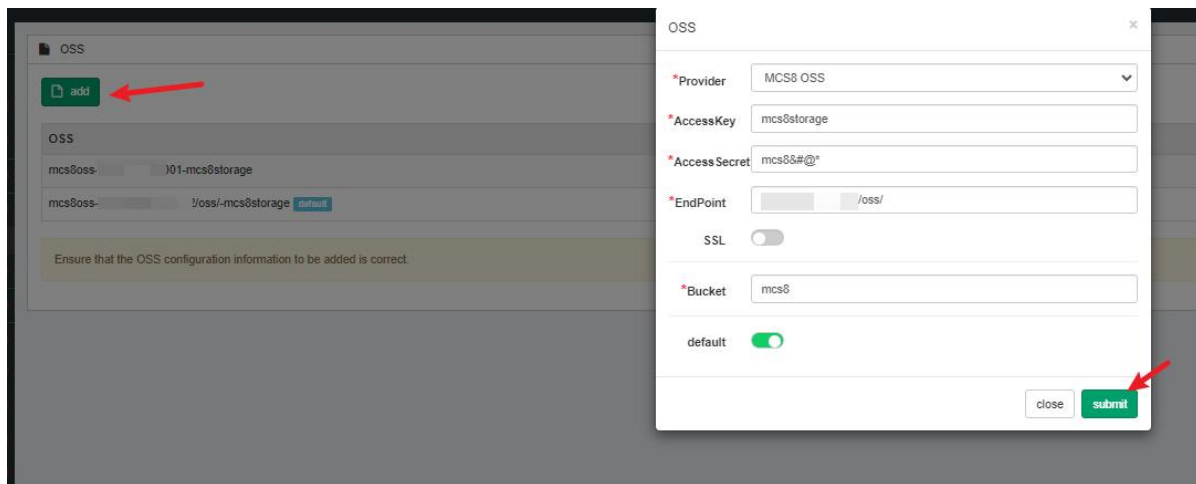 OSS
add
OSS
mcs8oss- 001-mcs8storage
mcs8oss- /oss/-mcs8storage default
Ensure that the OSS configuration information to be added is correct.
OSS
×
*Provider MCS8 OSS
*AccessKey mcs8storage
*AccessSecret mcs8&#@*
*EndPoint /oss/
SSL
*Bucket mcs8
default
close submit